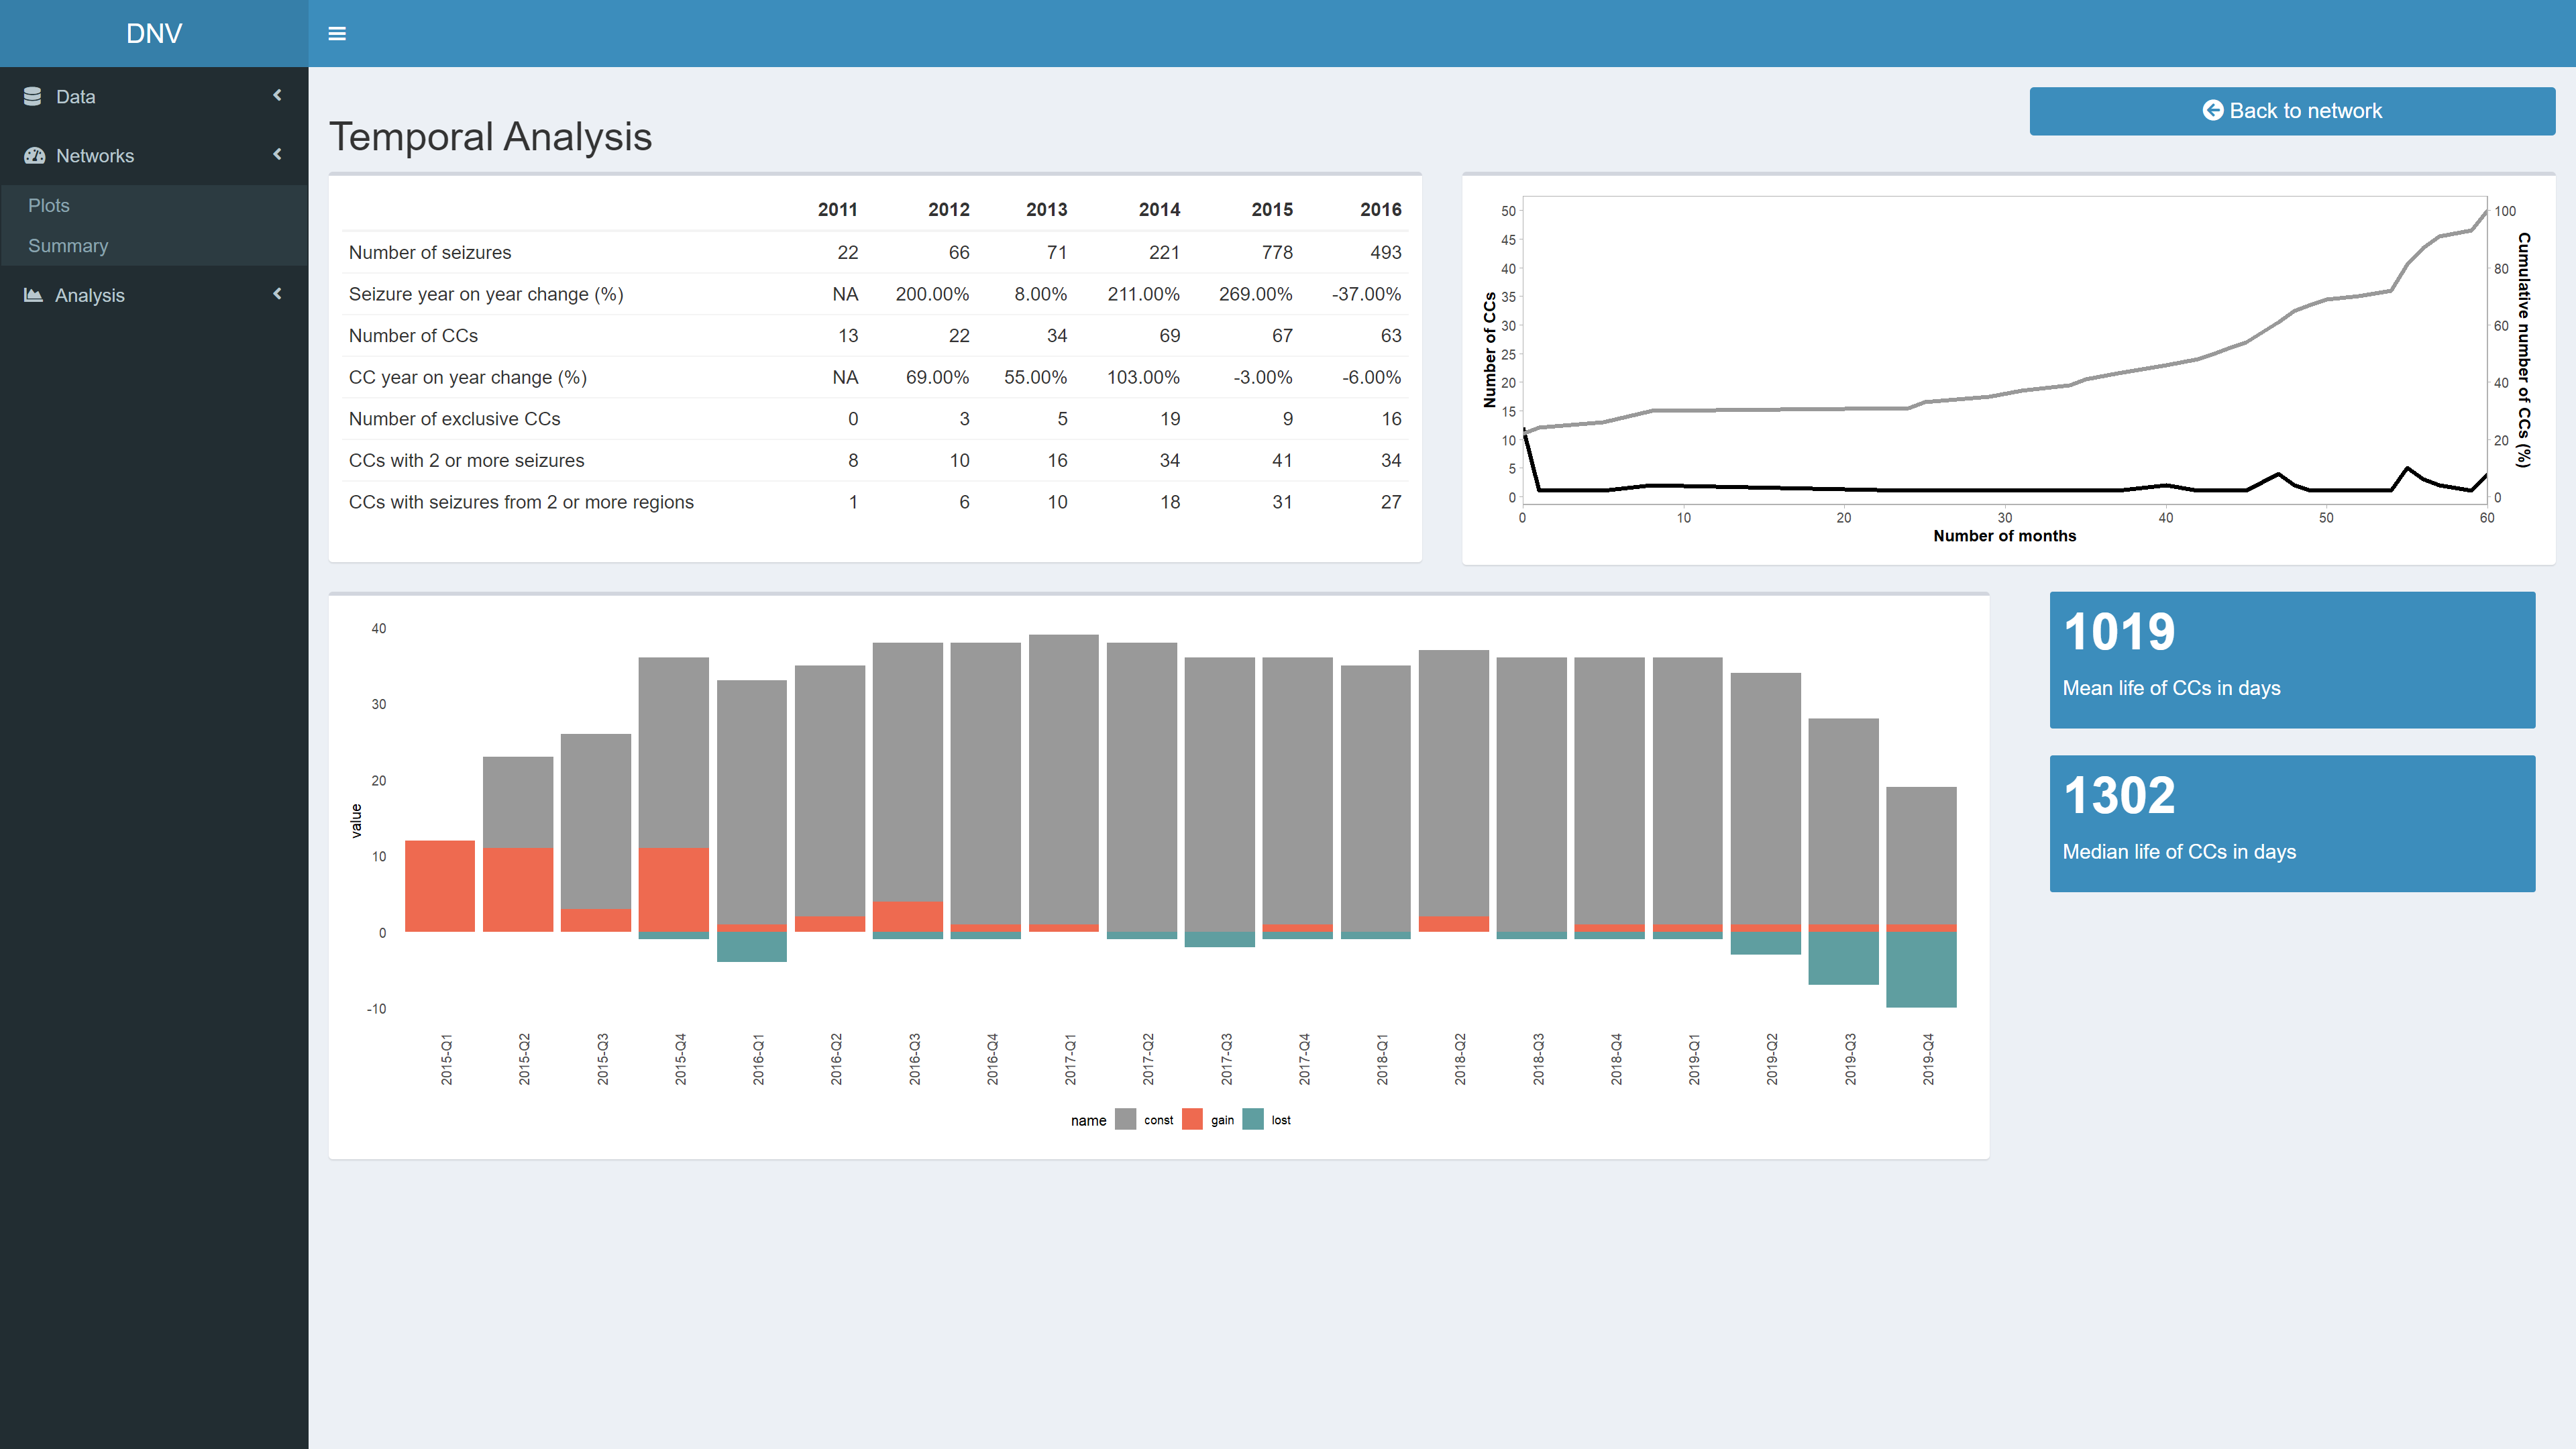 DNV
Data
Networks
Plots
Summary
Analysis
Back to network
Temporal Analysis
2011 2012 2013 2014 2015 2016
Number of seizures 22 66 71 221 778 493
Seizure year on year change (%) NA 200.00% 8.00% 211.00% 269.00% -37.00%
Number of CCs 13 22 34 69 67 63
CC year on year change (%) NA 69.00% 55.00% 103.00% -3.00% -6.00%
Number of exclusive CCs 0 3 5 19 9 16
CCs with 2 or more seizures 8 10 16 34 41 34
CCs with seizures from 2 or more regions 1 6 10 18 31 27
Number of CCs
50
45
40
35
30
25
20
15
10
5
0
100
80
60
40
20
0
Cumulative number of CCs (%)
0 10 20 30 40 50 60
Number of months
value
40
30
20
10
0
-10
2015-Q1 2015-Q2 2015-Q3 2015-Q4 2016-Q1 2016-Q2 2016-Q3 2016-Q4 2017-Q1 2017-Q2 2017-Q3 2017-Q4 2018-Q1 2018-Q2 2018-Q3 2018-Q4 2019-Q1 2019-Q2 2019-Q3 2019-Q4
name const gain lost
1019
Mean life of CCs in days
1302
Median life of CCs in days